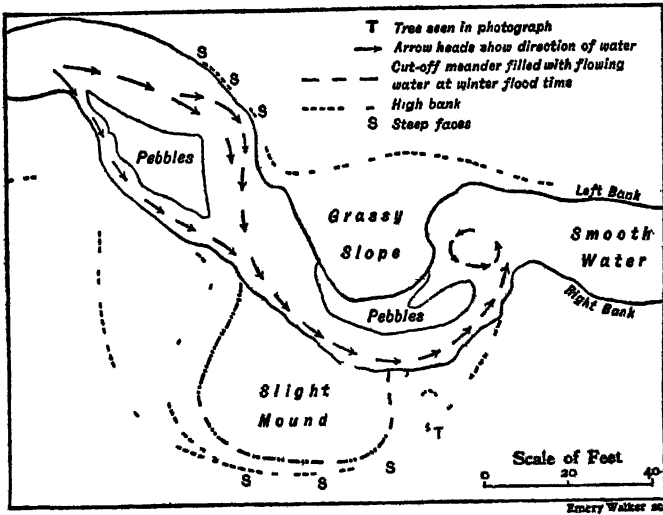 T Tree seen in photograph
Arrow heads show direction of water
Cut-off meander filled with flowing
water at winter flood time
High bank
S Steep faces
S
S
S
Pebbles
Left Bank
Grassy
Slope
Smooth
Water
Right Bank
Pebbles
Slight
Mound
S T
S
S
S
Scale of Feet
0 20 40
Emery Walker sc